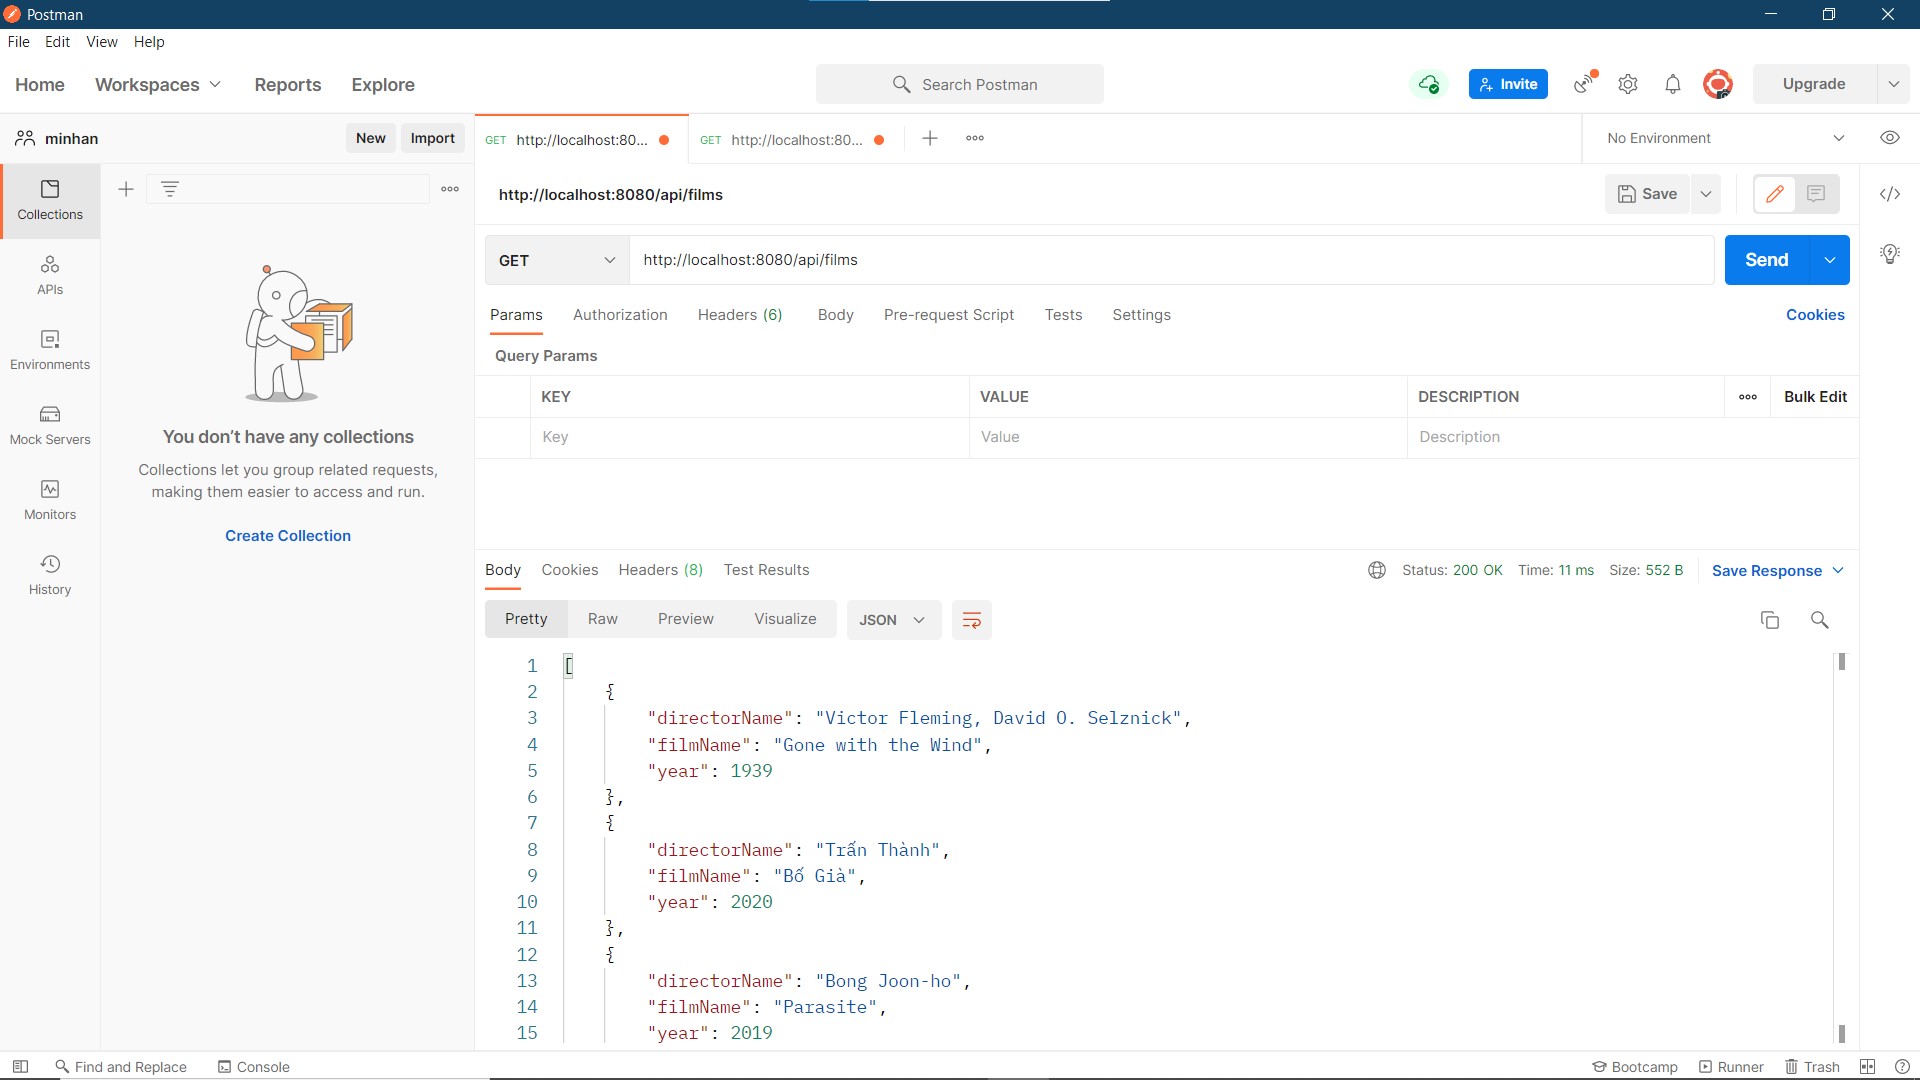 Postman
File Edit View Help
Home Workspaces Reports Explore
Search Postman
Invite
Upgrade
minhan
New Import
GET http://localhost:80...
GET http://localhost:80...
No Environment
Collections
APIs
Environments
Mock Servers
Monitors
History
You don’t have any collections
Collections let you group related requests,
making them easier to access and run.
Create Collection
http://localhost:8080/api/films
Save
GET http://localhost:8080/api/films
Send
Params Authorization Headers (6) Body Pre-request Script Tests Settings
Cookies
Query Params
KEY VALUE DESCRIPTION
Bulk Edit
Key Value Description
Body Cookies Headers (8) Test Results
Status: 200 OK Time: 11 ms Size: 552 B
Save Response
Pretty Raw Preview Visualize JSON
1 [
2 {
3 "directorName": "Victor Fleming, David O. Selznick",
4 "filmName": "Gone with the Wind",
5 "year": 1939
6 },
7 {
8 "directorName": "Trấn Thành",
9 "filmName": "Bố Già",
10 "year": 2020
11 },
12 {
13 "directorName": "Bong Joon-ho",
14 "filmName": "Parasite",
15 "year": 2019
Find and Replace Console
Bootcamp Runner Trash